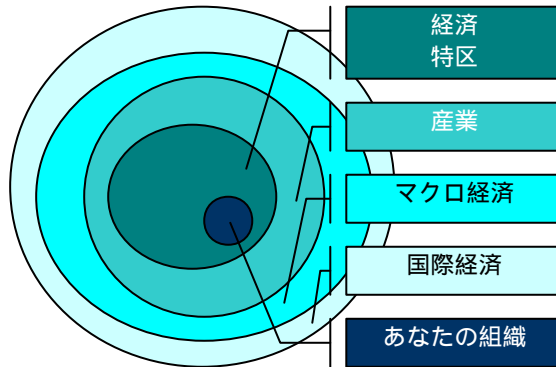 経済
特区
産業
マクロ経済
国際経済
あなたの組織